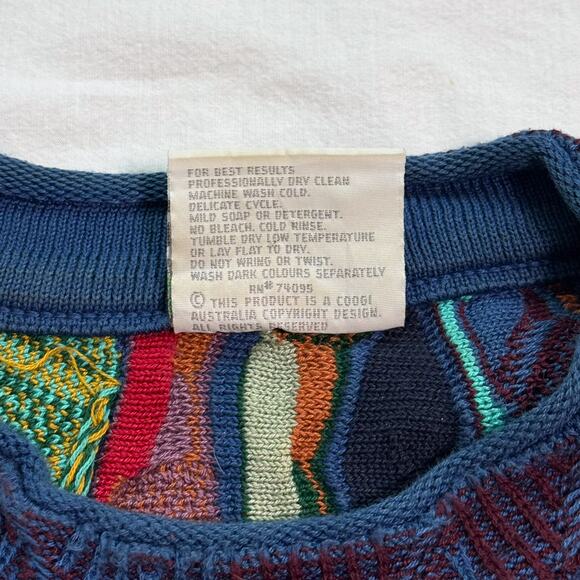 FOR BEST RESULTS
PROFESSIONALLY DRY CLEAN
MACHINE WASH COLD.
DELICATE CYCLE.
MILD SOAP OR DETERGENT.
NO BLEACH. COLD RINSE.
TUMBLE DRY LOW TEMPERATURE
OR LAY FLAT TO DRY.
DO NOT WRING OR TWIST.
WASH DARK COLOURS SEPARATELY
RN# 74095
© THIS PRODUCT IS A COOGI
AUSTRALIA COPYRIGHT DESIGN.
ALL RIGHTS RESERVED